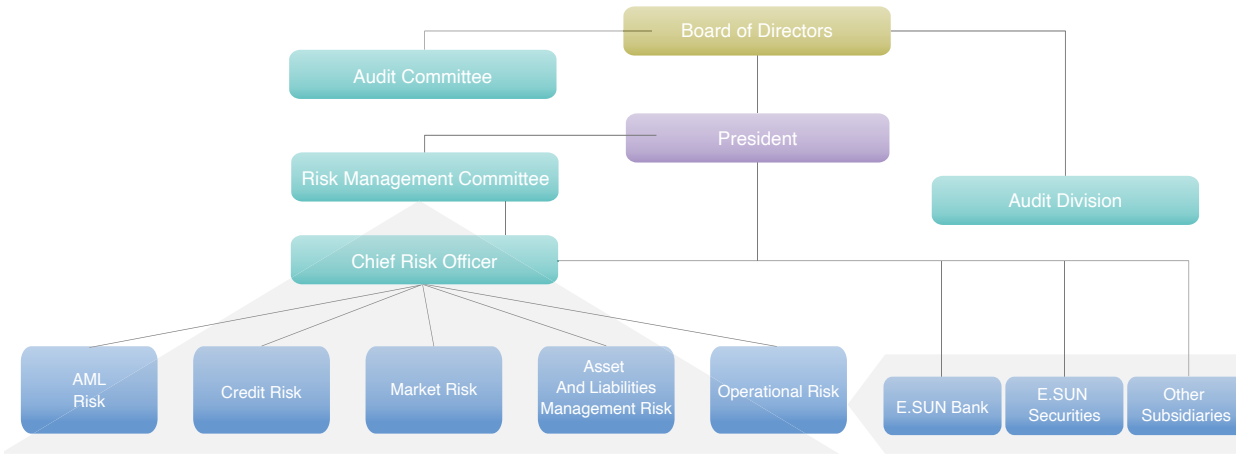 Board of Directors
Audit Committee
President
Risk Management Committee
Audit Division
Chief Risk Officer
AML
Risk
Credit Risk
Market Risk
Asset
And Liabilities
Management Risk
Operational Risk
E.SUN Bank
E.SUN
Securities
Other
Subsidiaries